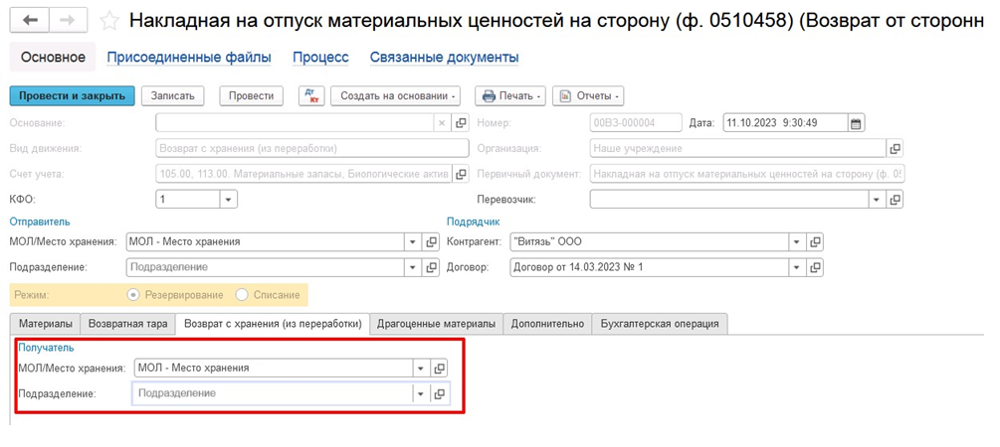 Накладная на отпуск материальных ценностей на сторону (ф. 0510458) (Возврат от сторонн
Основное Присоединенные файлы Процесс Связанные документы
Провести и закрыть Записать Провести Дт Кт Создать на основании Печать Отчеты
Основание: Номер: 00ВЗ-000004 Дата: 11.10.2023 9:30:49
Вид движения: Возврат с хранения (из переработки) Организация: Наше учреждение
Счет учета: 105.00, 113.00. Материальные запасы, Биологические актив Первичный документ: Накладная на отпуск материальных ценностей на сторону (ф. 05
КФО: 1 Перевозчик:
Отправитель Подрядчик
МОЛ/Место хранения: МОЛ - Место хранения Контрагент: "Витязь" ООО
Подразделение: Подразделение Договор: Договор от 14.03.2023 № 1
Режим: Резервирование Списание
Материалы Возвратная тара Возврат с хранения (из переработки) Драгоценные материалы Дополнительно Бухгалтерская операция
Получатель
МОЛ/Место хранения: МОЛ - Место хранения
Подразделение: Подразделение